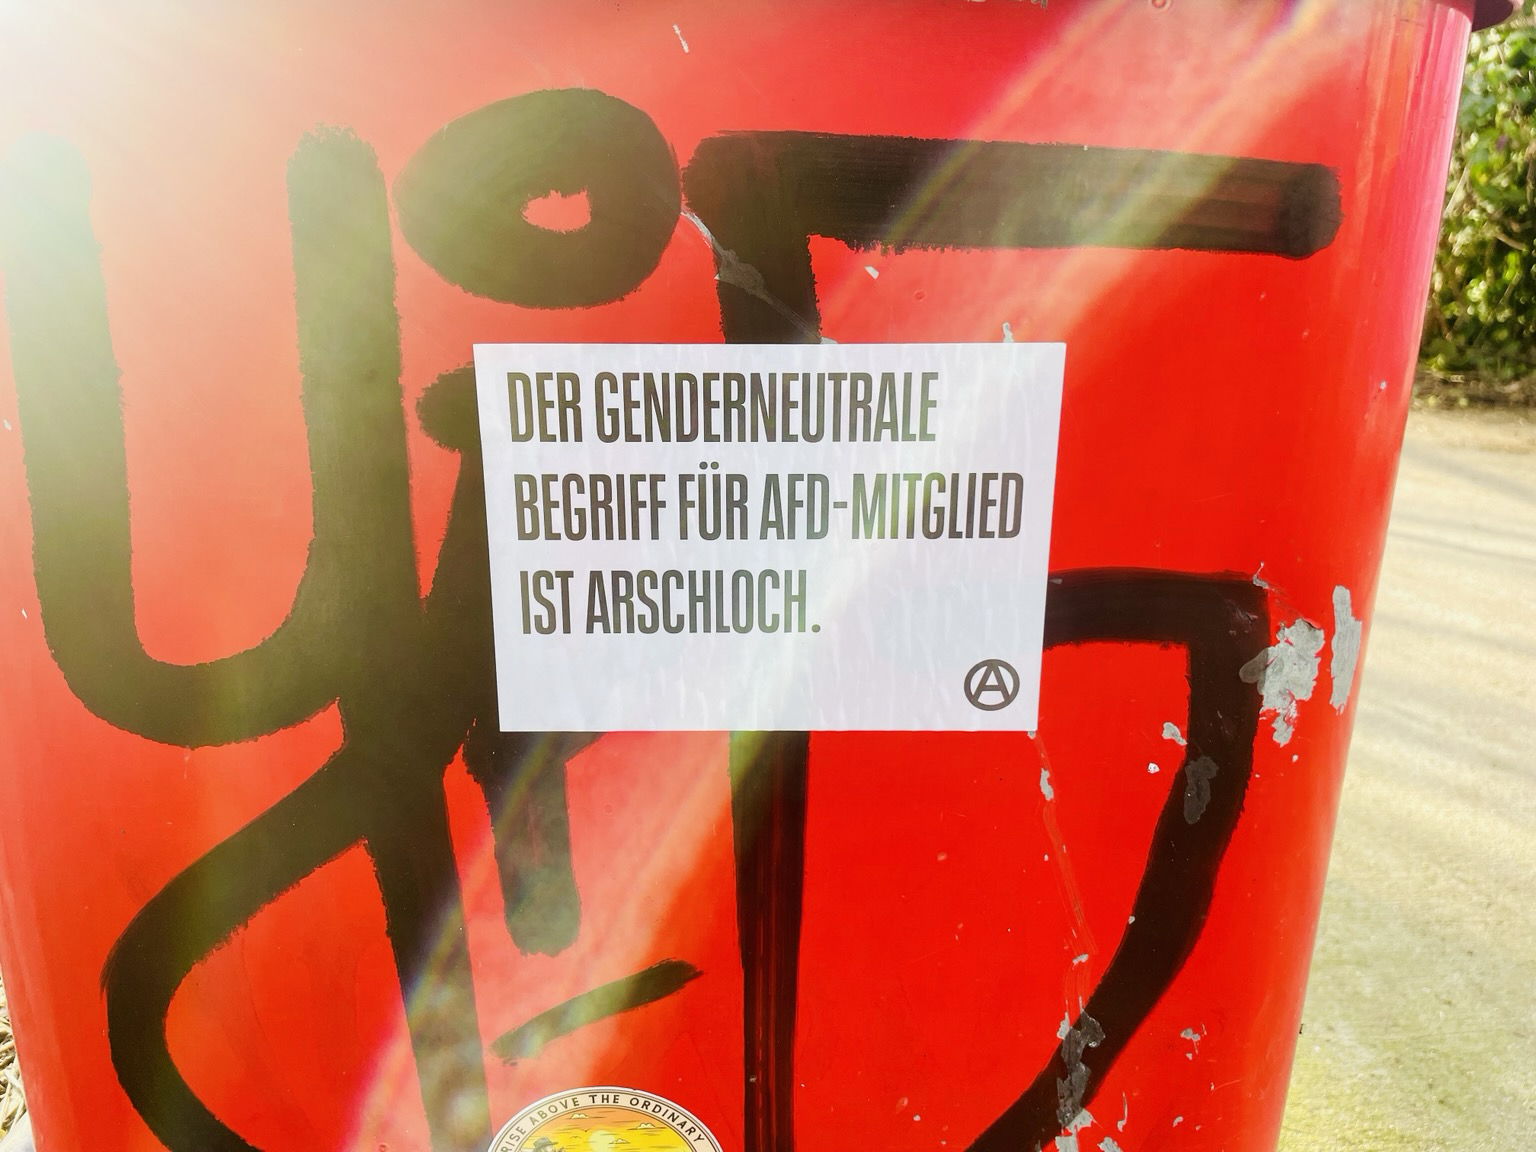 DER GENDERNEUTRALE
BEGRIFF FÜR AFD-MITGLIED
IST ARSCHLOCH.
RISE ABOVE THE ORDINARY